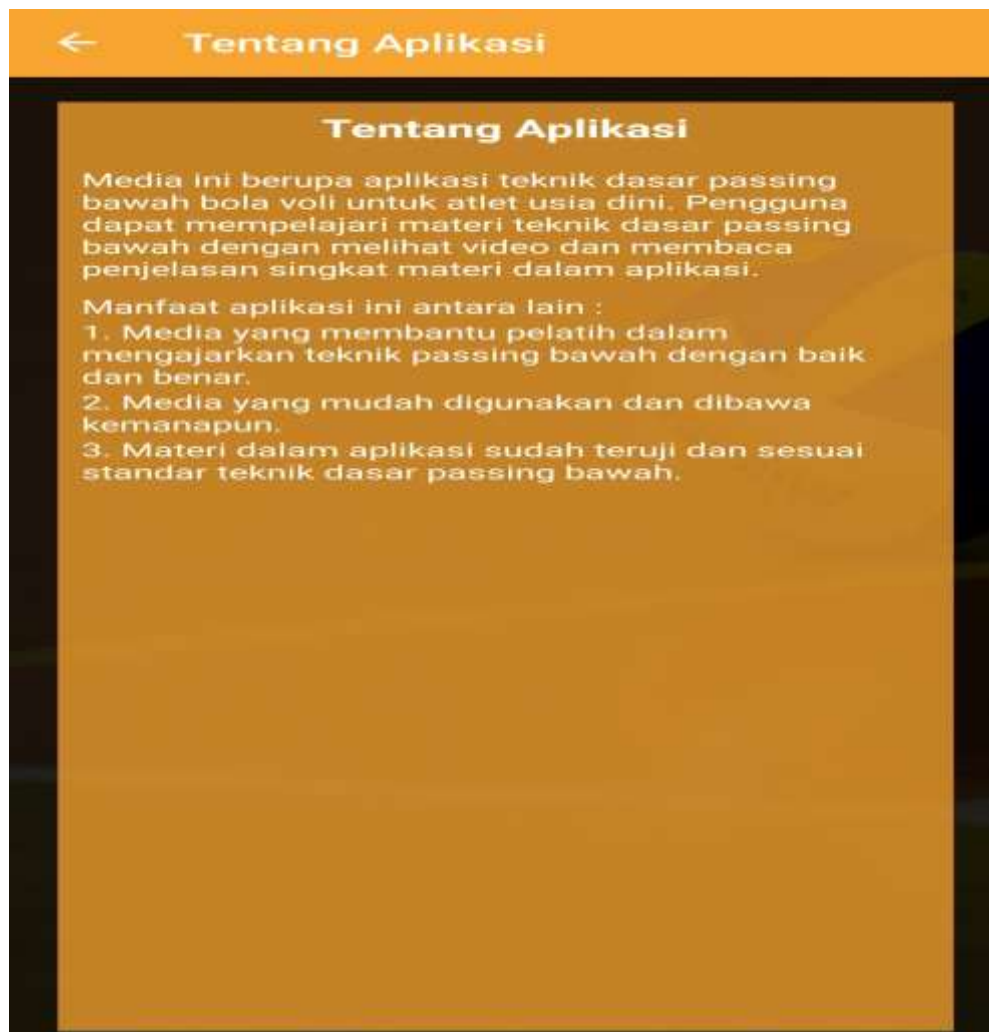 Tentang Aplikasi
Tentang Aplikasi
Media ini berupa aplikasi teknik dasar passing
bawah bola voli untuk atlet usia dini. Pengguna
dapat mempelajari materi teknik dasar passing
bawah dengan melihat video dan membaca
penjelasan singkat materi dalam aplikasi.
Manfaat aplikasi ini antara lain :
1. Media yang membantu pelatih dalam
mengajarkan teknik passing bawah dengan baik
dan benar.
2. Media yang mudah digunakan dan dibawa
kemanapun.
3. Materi dalam aplikasi sudah teruji dan sesuai
standar teknik dasar passing bawah.